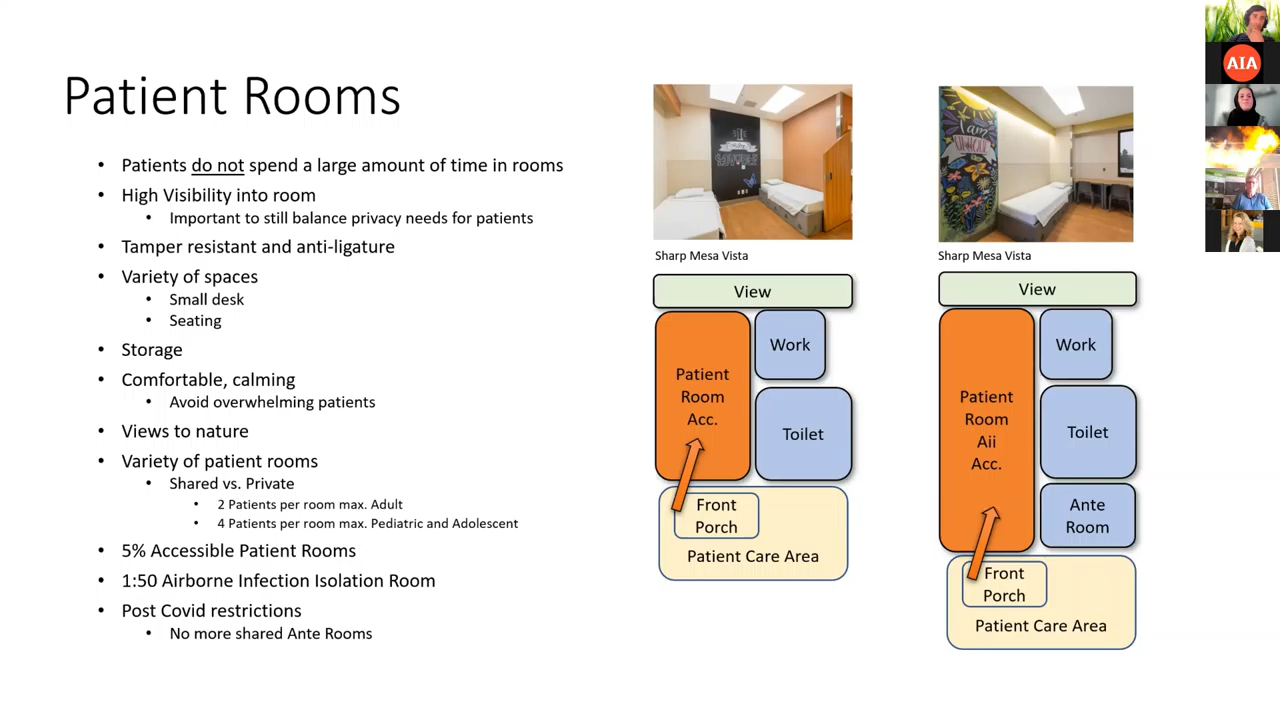 Patient Rooms
Patients do not spend a large amount of time in rooms
High Visibility into room
Important to still balance privacy needs for patients
Tamper resistant and anti-ligature
Variety of spaces
Small desk
Seating
Storage
Comfortable, calming
Avoid overwhelming patients
Views to nature
Variety of patient rooms
Shared vs. Private
2 Patients per room max. Adult
4 Patients per room max. Pediatric and Adolescent
5% Accessible Patient Rooms
1:50 Airborne Infection Isolation Room
Post Covid restrictions
No more shared Ante Rooms
Sharp Mesa Vista
View
Patient
Room
Acc.
Work
Toilet
Front
Porch
Patient Care Area
I am
Sharp Mesa Vista
View
Patient
Room
Aii
Acc.
Work
Toilet
Ante
Room
Front
Porch
Patient Care Area
AIA